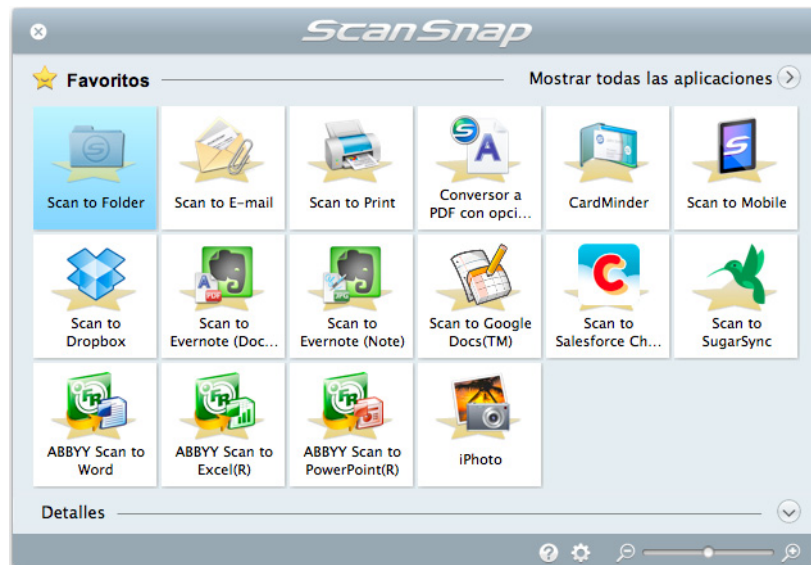 ScanSnap
Favoritos
Mostrar todas las aplicaciones
Scan to Folder
Scan to E-mail
Scan to Print
Conversor a
PDF con opci...
CardMinder
Scan to Mobile
Scan to
Dropbox
Scan to
Evernote (Doc...
Scan to
Evernote (Note)
Scan to Google
Docs(TM)
Scan to
Salesforce Ch...
Scan to
SugarSync
ABBYY Scan to
Word
ABBYY Scan to
Excel(R)
ABBYY Scan to
PowerPoint(R)
iPhoto
Detalles